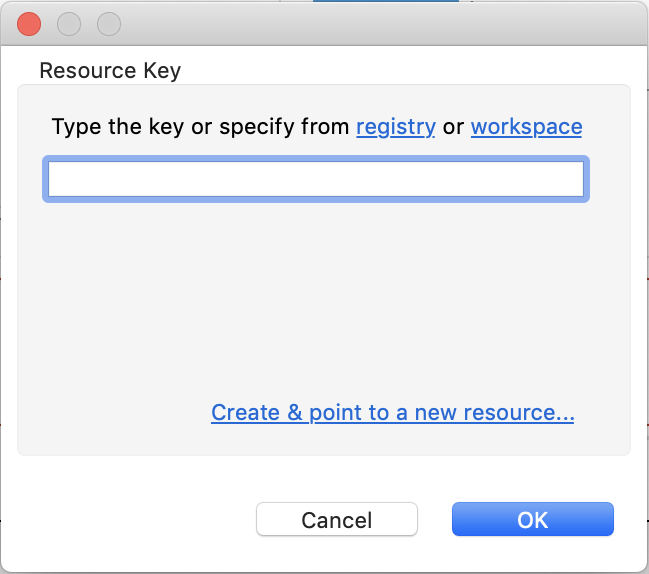 Resource Key
Type the key or specify from registry or workspace
Create & point to a new resource...
Cancel
OK